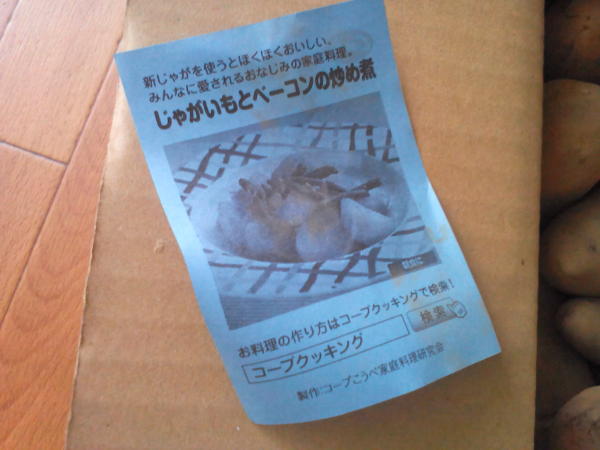 新じゃがを使うとほくほくおいしい。
みんなに愛されるおなじみの家庭料理。
じゃがいもとベーコンの炒め煮
お料理の作り方はコープクッキングで検索!
コープクッキング
検索
製作:コープこうべ家庭料理研究会